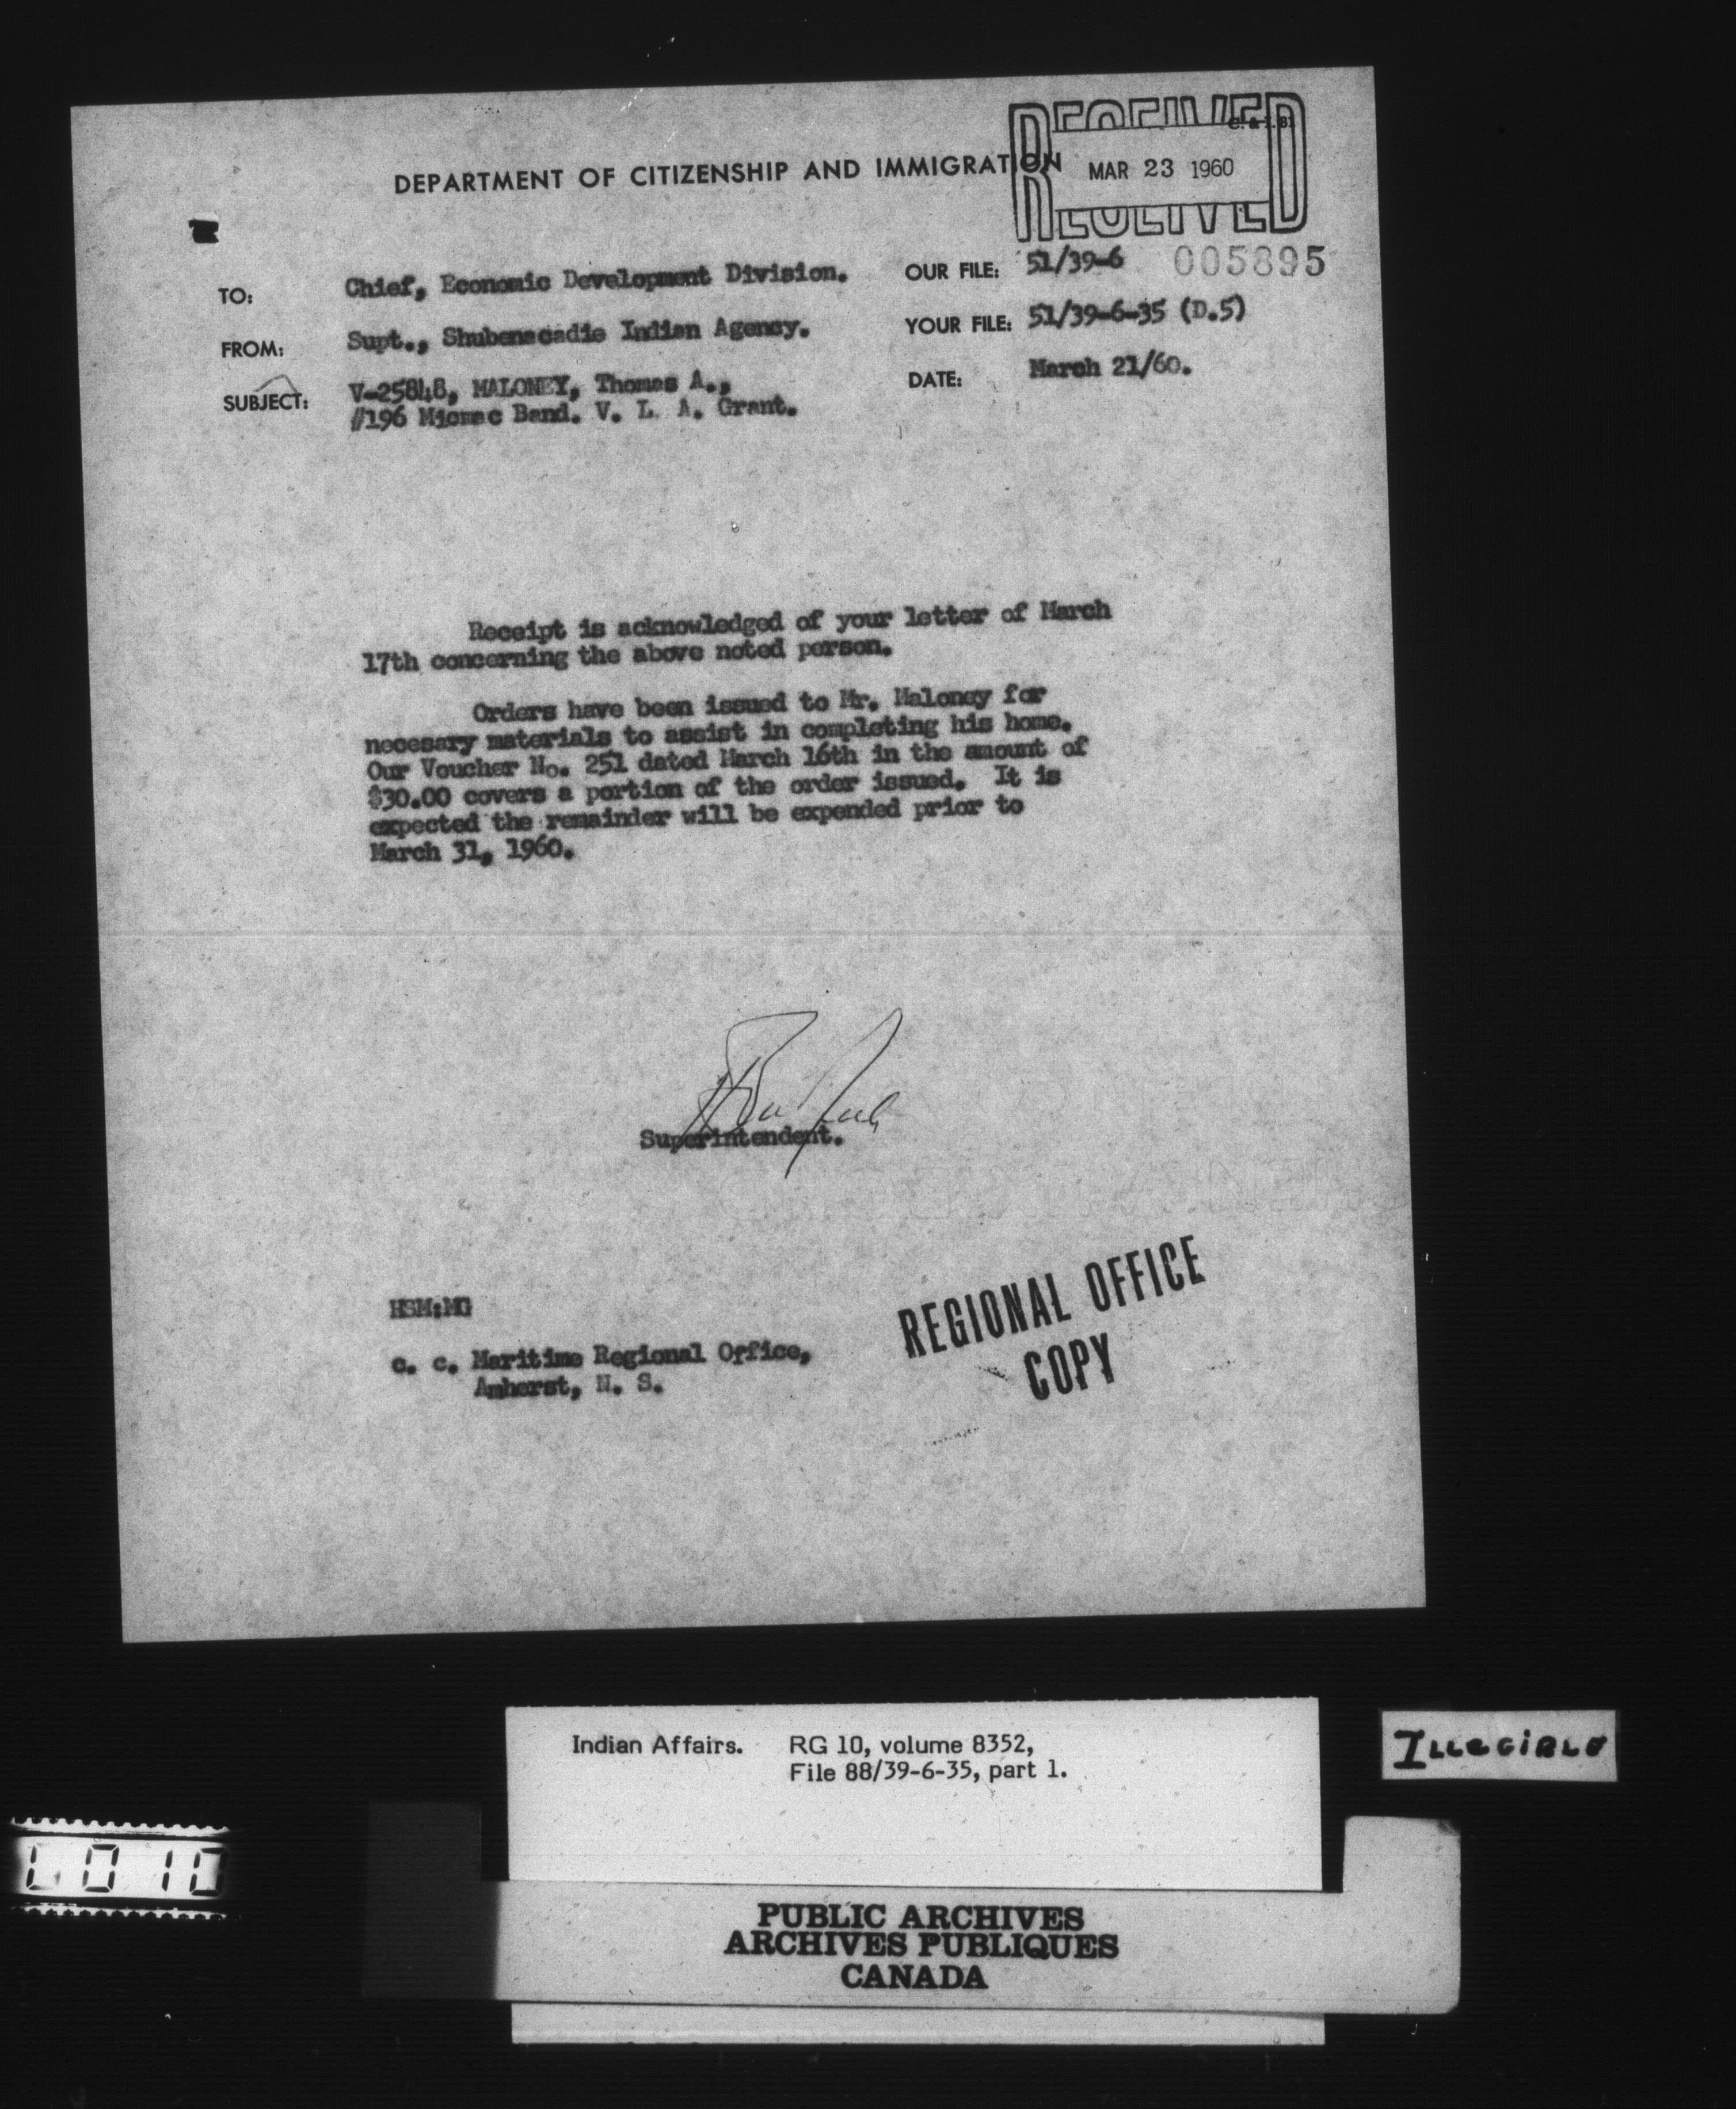 DEPARTMENT OF CITIZENSHIP AND IMMIGRATION
RECEIVED
C. & I. 81
MAR 23 1960
RECEIVED
TO: Chief, Economic Development Division.
OUR FILE: 51/39-6 005895
FROM: Supt., Shubenacadie Indian Agency.
YOUR FILE: 51/39-6-35 (D.5)
SUBJECT: V-25848, MALONEY, Thomas A.,
#196 Micmac Band. V. L. A. Grant.
DATE: March 21/60.
Receipt is acknowledged of your letter of March
17th concerning the above noted person.
Orders have been issued to Mr. Maloney for
necesary materials to assist in completing his home.
Our Voucher No. 251 dated March 16th in the amount of
$30.00 covers a portion of the order issued. It is
expected the remainder will be expended prior to
March 31, 1960.
Superintendent.
HSM:MG
c. c. Maritime Regional Office,
Amherst, N. S.
REGIONAL OFFICE
COPY
Indian Affairs. RG 10, volume 8352,
File 88/39-6-35, part 1.
Illegible
PUBLIC ARCHIVES
ARCHIVES PUBLIQUES
CANADA